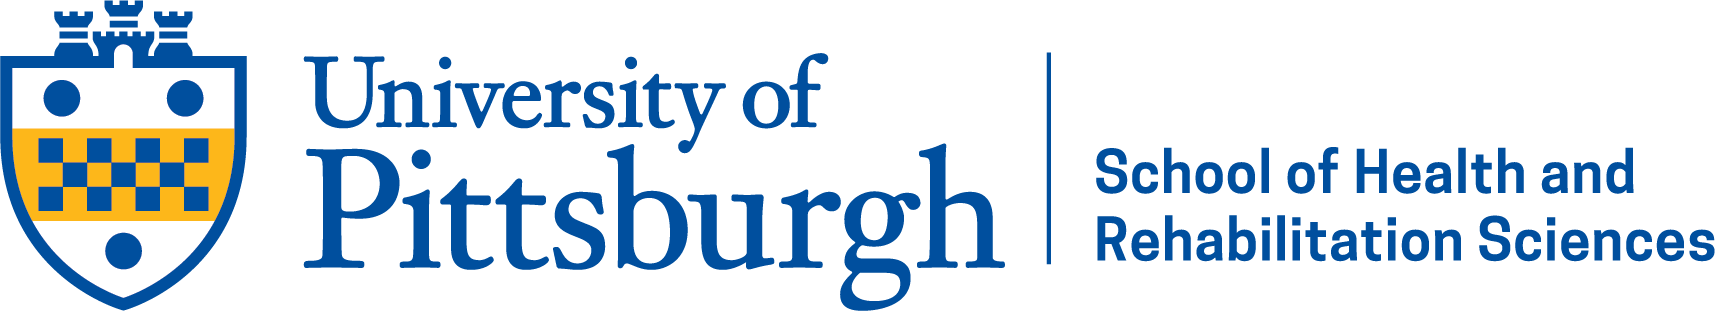 University of
Pittsburgh
School of Health and
Rehabilitation Sciences